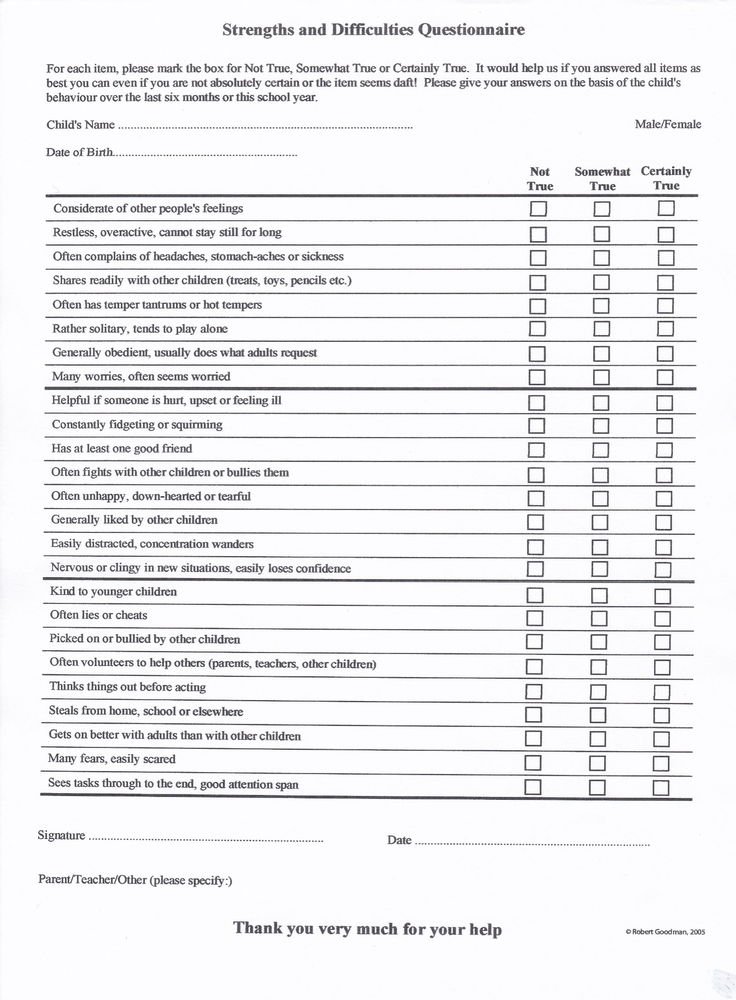 Strengths and Difficulties Questionnaire
For each item, please mark the box for Not True, Somewhat True or Certainly True. It would help us if you answered all items as
best you can even if you are not absolutely certain or the item seems daft! Please give your answers on the basis of the child's
behaviour over the last six months or this school year.
Child's Name .............................................................................................. Male/Female
Date of Birth...........................................................
Not Somewhat Certainly
True True True
Considerate of other people's feelings
Restless, overactive, cannot stay still for long
Often complains of headaches, stomach-aches or sickness
Shares readily with other children (treats, toys, pencils etc.)
Often has temper tantrums or hot tempers
Rather solitary, tends to play alone
Generally obedient, usually does what adults request
Many worries, often seems worried
Helpful if someone is hurt, upset or feeling ill
Constantly fidgeting or squirming
Has at least one good friend
Often fights with other children or bullies them
Often unhappy, down-hearted or tearful
Generally liked by other children
Easily distracted, concentration wanders
Nervous or clingy in new situations, easily loses confidence
Kind to younger children
Often lies or cheats
Picked on or bullied by other children
Often volunteers to help others (parents, teachers, other children)
Thinks things out before acting
Steals from home, school or elsewhere
Gets on better with adults than with other children
Many fears, easily scared
Sees tasks through to the end, good attention span
Signature ........................................................................... Date ...........................................................................
Parent/Teacher/Other (please specify:)
Thank you very much for your help
© Robert Goodman, 2005